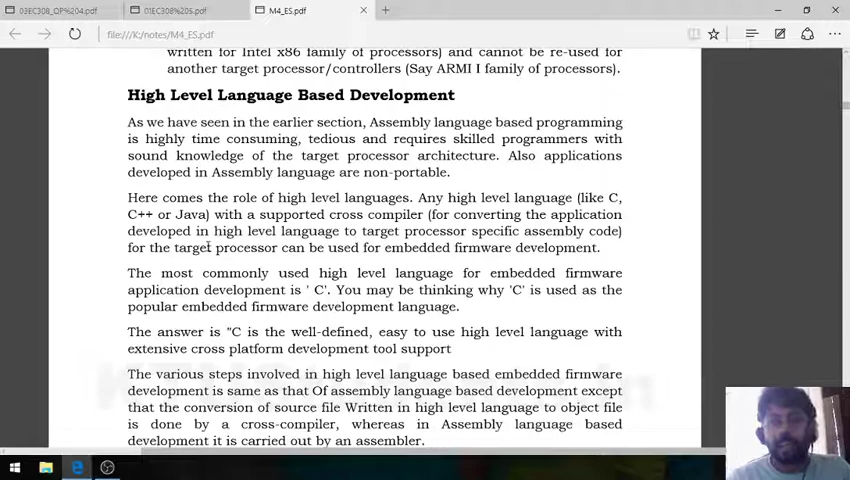 03EC308_QP%204.pdf
01EC308%20S.pdf
M4_ES.pdf
file:///K:/notes/M4_ES.pdf
written for Intel x86 family of processors) and cannot be re-used for
another target processor/controllers (Say ARMI I family of processors).
High Level Language Based Development
As we have seen in the earlier section, Assembly language based programming
is highly time consuming, tedious and requires skilled programmers with
sound knowledge of the target processor architecture. Also applications
developed in Assembly language are non-portable.
Here comes the role of high level languages. Any high level language (like C,
C++ or Java) with a supported cross compiler (for converting the application
developed in high level language to target processor specific assembly code)
for the target processor can be used for embedded firmware development.
The most commonly used high level language for embedded firmware
application development is ' C'. You may be thinking why 'C' is used as the
popular embedded firmware development language.
The answer is "C is the well-defined, easy to use high level language with
extensive cross platform development tool support
The various steps involved in high level language based embedded firmware
development is same as that Of assembly language based development except
that the conversion of source file Written in high level language to object file
is done by a cross-compiler, whereas in Assembly language based
development it is carried out by an assembler.